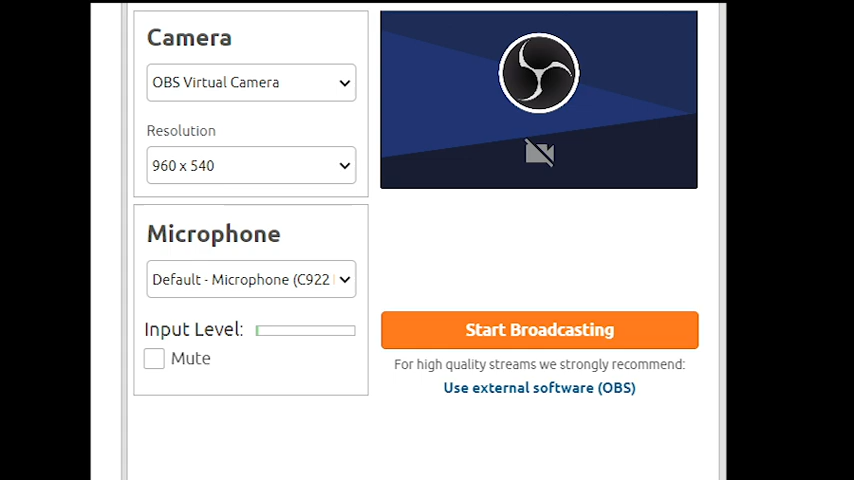 Camera
OBS Virtual Camera
Resolution
960 x 540
Microphone
Default - Microphone (C922
Input Level:
Mute
Start Broadcasting
For high quality streams we strongly recommend:
Use external software (OBS)